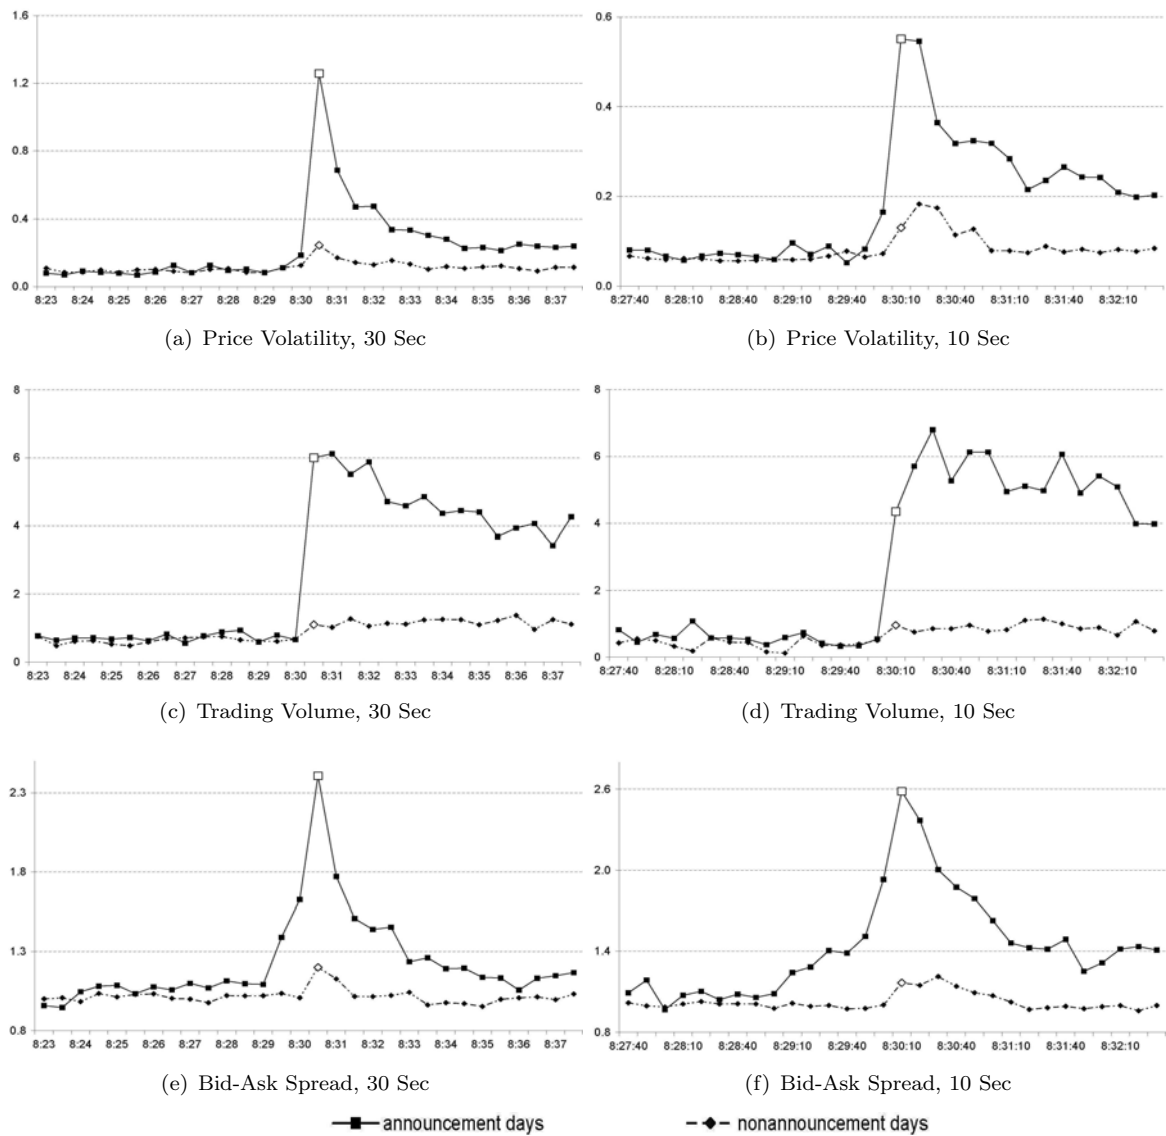 1.6
1.2
0.8
0.4
0.0
8:23 8:24 8:25 8:26 8:27 8:28 8:29 8:30 8:31 8:32 8:33 8:34 8:35 8:36 8:37
(a) Price Volatility, 30 Sec
0.6
0.4
0.2
0.0
8:27:40 8:28:10 8:28:40 8:29:10 8:29:40 8:30:10 8:30:40 8:31:10 8:31:40 8:32:10
(b) Price Volatility, 10 Sec
8
6
4
2
0
8:23 8:24 8:25 8:26 8:27 8:28 8:29 8:30 8:31 8:32 8:33 8:34 8:35 8:36 8:37
(c) Trading Volume, 30 Sec
8
6
4
2
0
8:27:40 8:28:10 8:28:40 8:29:10 8:29:40 8:30:10 8:30:40 8:31:10 8:31:40 8:32:10
(d) Trading Volume, 10 Sec
2.3
1.8
1.3
0.8
8:23 8:24 8:25 8:26 8:27 8:28 8:29 8:30 8:31 8:32 8:33 8:34 8:35 8:36 8:37
(e) Bid-Ask Spread, 30 Sec
2.6
2.0
1.4
0.8
8:27:40 8:28:10 8:28:40 8:29:10 8:29:40 8:30:10 8:30:40 8:31:10 8:31:40 8:32:10
(f) Bid-Ask Spread, 10 Sec
announcement days
nonannouncement days